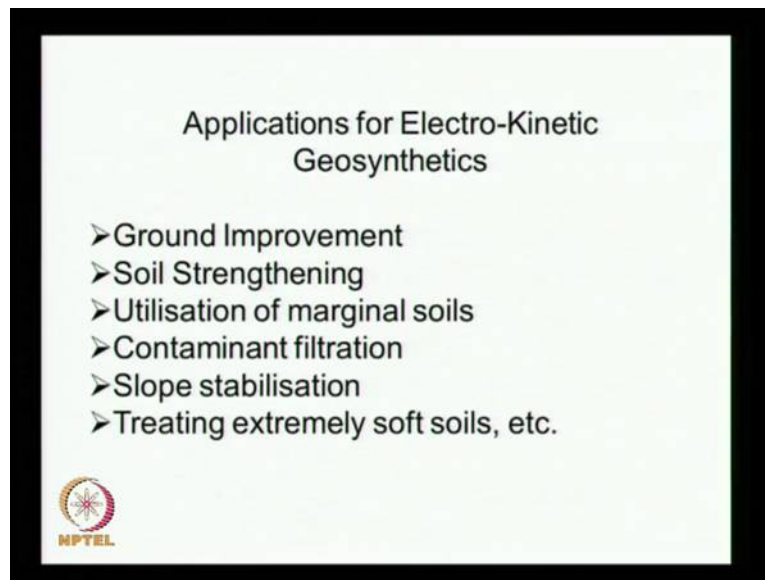 Applications for Electro-Kinetic
Geosynthetics
➢Ground Improvement
➢Soil Strengthening
➢Utilisation of marginal soils
➢Contaminant filtration
➢Slope stabilisation
➢Treating extremely soft soils, etc.
NPTEL